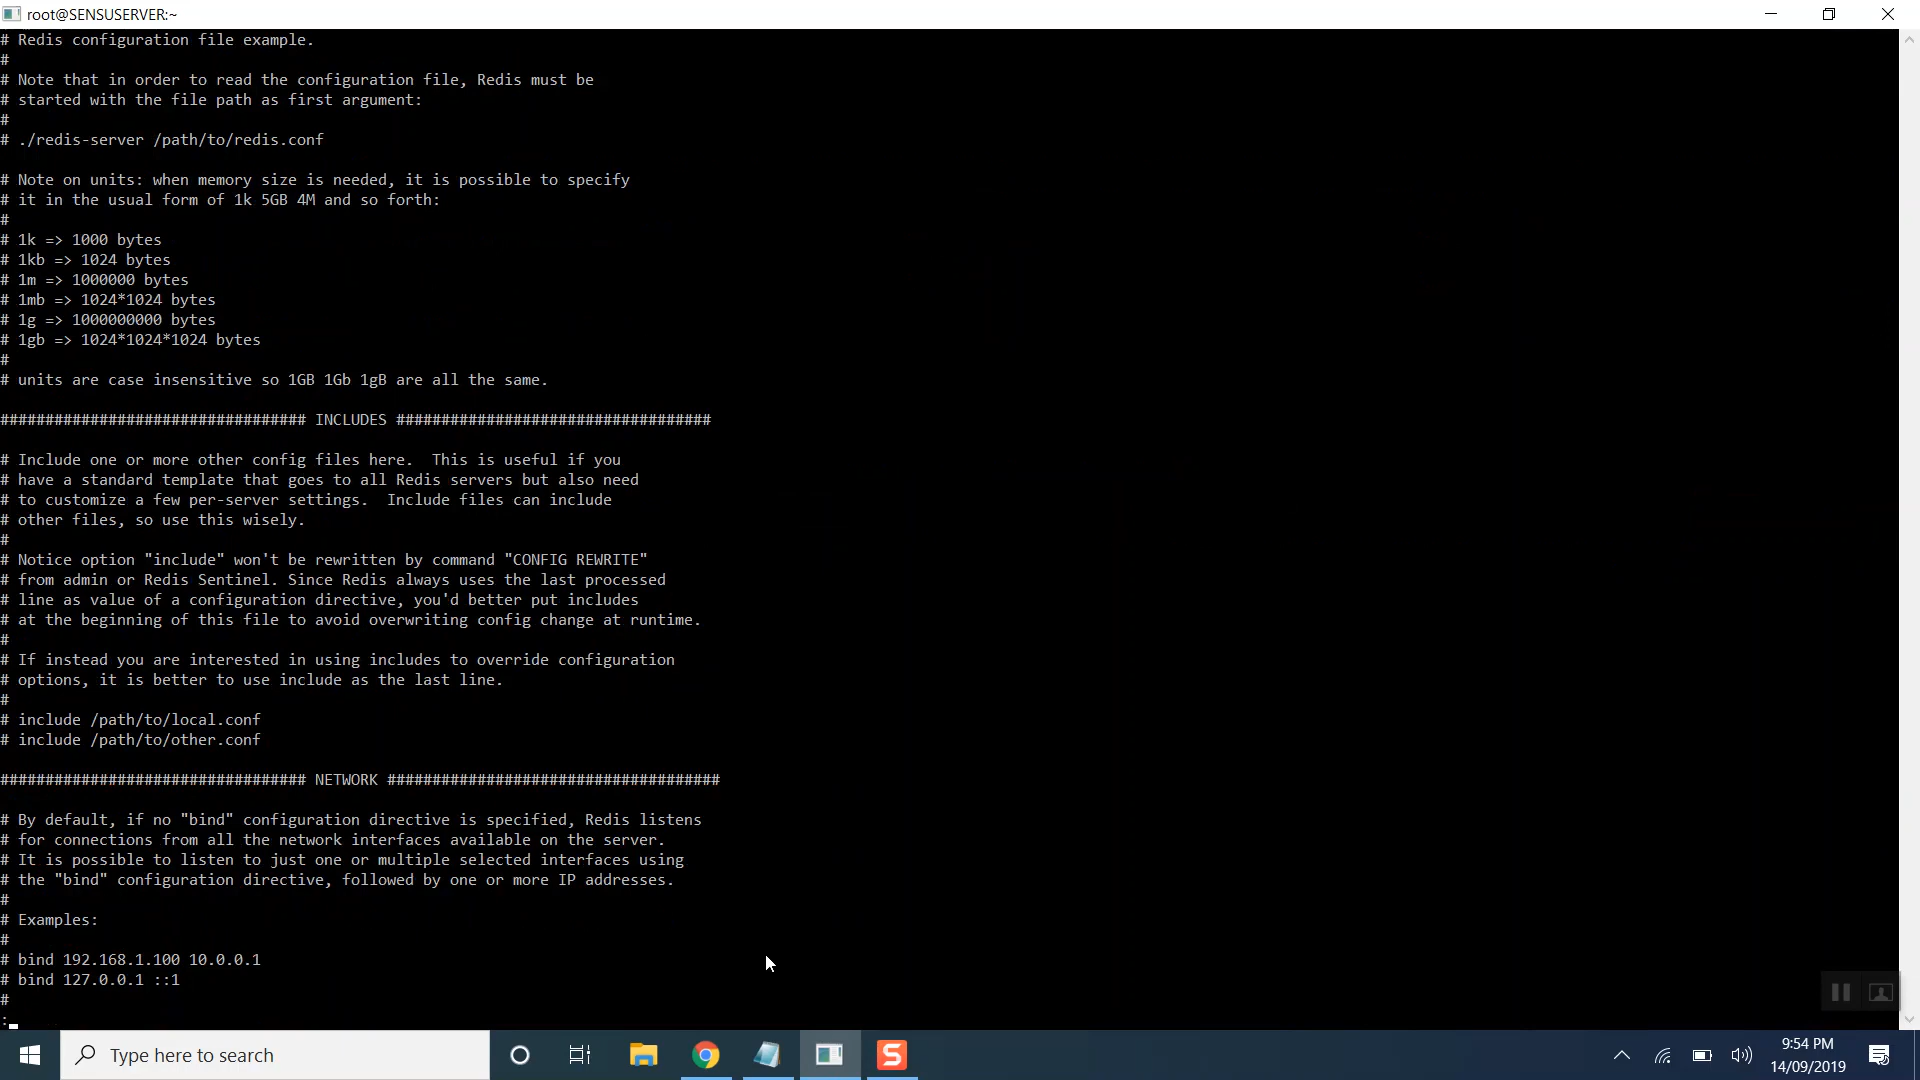 root@SENSUSERVER:~
# Redis configuration file example.
#
# Note that in order to read the configuration file, Redis must be
# started with the file path as first argument:
#
# ./redis-server /path/to/redis.conf

# Note on units: when memory size is needed, it is possible to specify
# it in the usual form of 1k 5GB 4M and so forth:
#
# 1k => 1000 bytes
# 1kb => 1024 bytes
# 1m => 1000000 bytes
# 1mb => 1024*1024 bytes
# 1g => 1000000000 bytes
# 1gb => 1024*1024*1024 bytes
#
# units are case insensitive so 1GB 1Gb 1gB are all the same.

################################## INCLUDES ###################################

# Include one or more other config files here.  This is useful if you
# have a standard template that goes to all Redis servers but also need
# to customize a few per-server settings.  Include files can include
# other files, so use this wisely.
#
# Notice option "include" won't be rewritten by command "CONFIG REWRITE"
# from admin or Redis Sentinel. Since Redis always uses the last processed
# line as value of a configuration directive, you'd better put includes
# at the beginning of this file to avoid overwriting config change at runtime.
#
# If instead you are interested in using includes to override configuration
# options, it is better to use include as the last line.
#
# include /path/to/local.conf
# include /path/to/other.conf

################################## NETWORK #####################################

# By default, if no "bind" configuration directive is specified, Redis listens
# for connections from all the network interfaces available on the server.
# It is possible to listen to just one or multiple selected interfaces using
# the "bind" configuration directive, followed by one or more IP addresses.
#
# Examples:
#
# bind 192.168.1.100 10.0.0.1
# bind 127.0.0.1 ::1
#
:
Type here to search
S
9:54 PM
14/09/2019